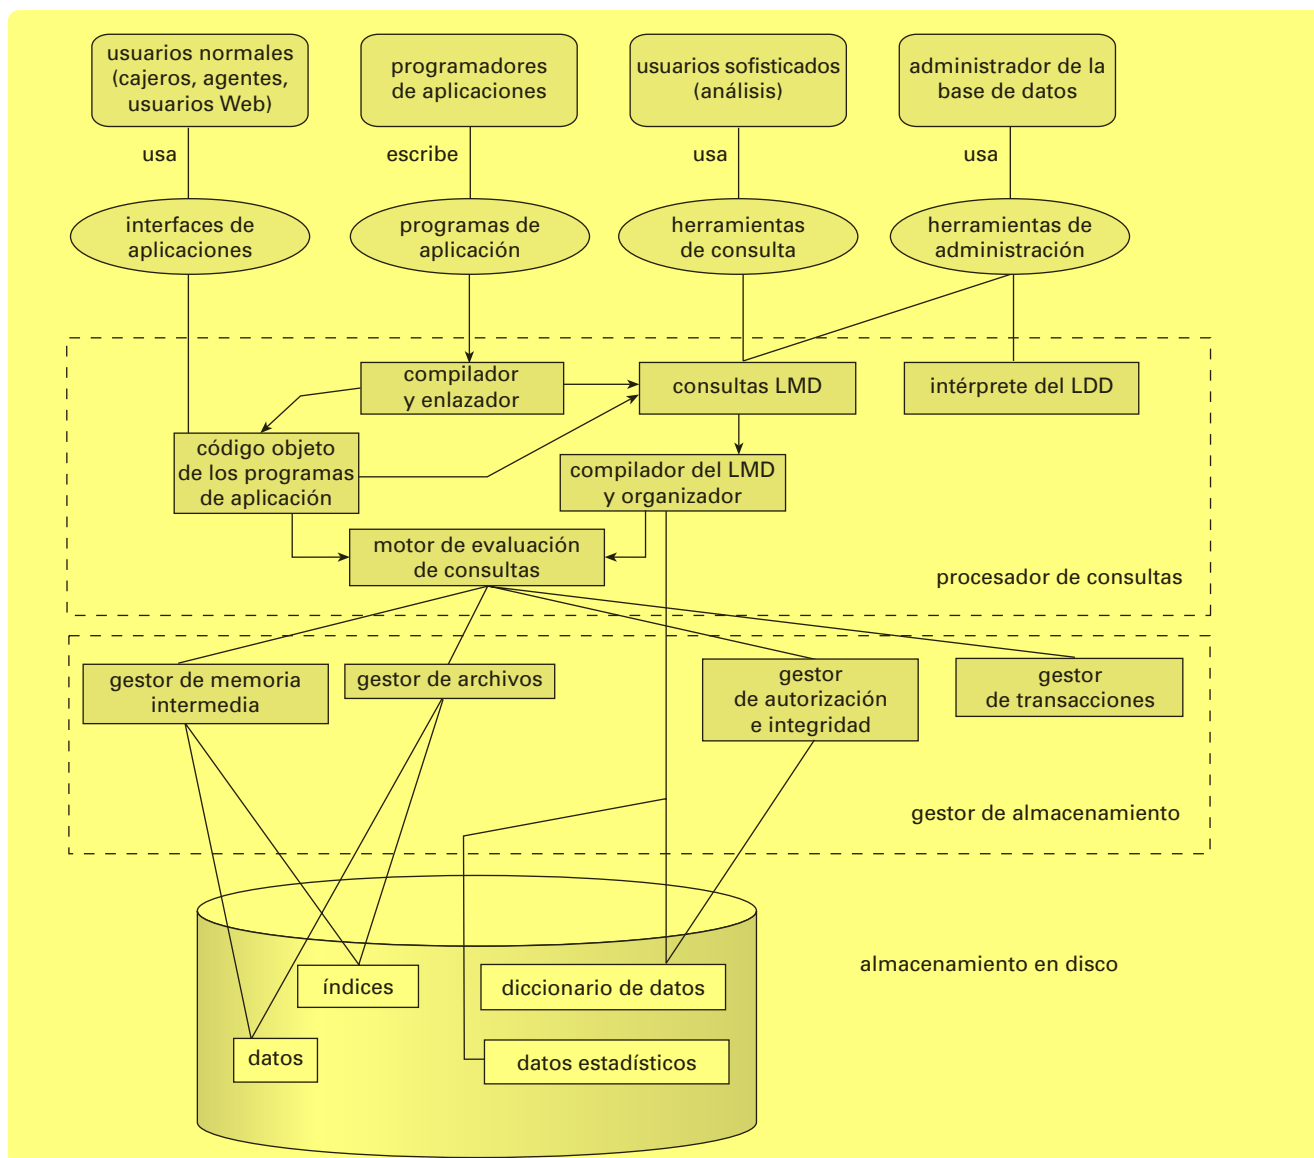 usuarios normales
(cajeros, agentes,
usuarios Web)
programadores
de aplicaciones
usuarios sofisticados
(análisis)
administrador de la
base de datos
usa
escribe
usa
usa
interfaces de
aplicaciones
programas de
aplicación
herramientas
de consulta
herramientas de
administración
compilador
y enlazador
consultas LMD
intérprete del LDD
código objeto
de los programas
de aplicación
compilador del LMD
y organizador
motor de evaluación
de consultas
procesador de consultas
gestor de memoria
intermedia
gestor de archivos
gestor
de autorización
e integridad
gestor
de transacciones
gestor de almacenamiento
almacenamiento en disco
índices
diccionario de datos
datos
datos estadísticos